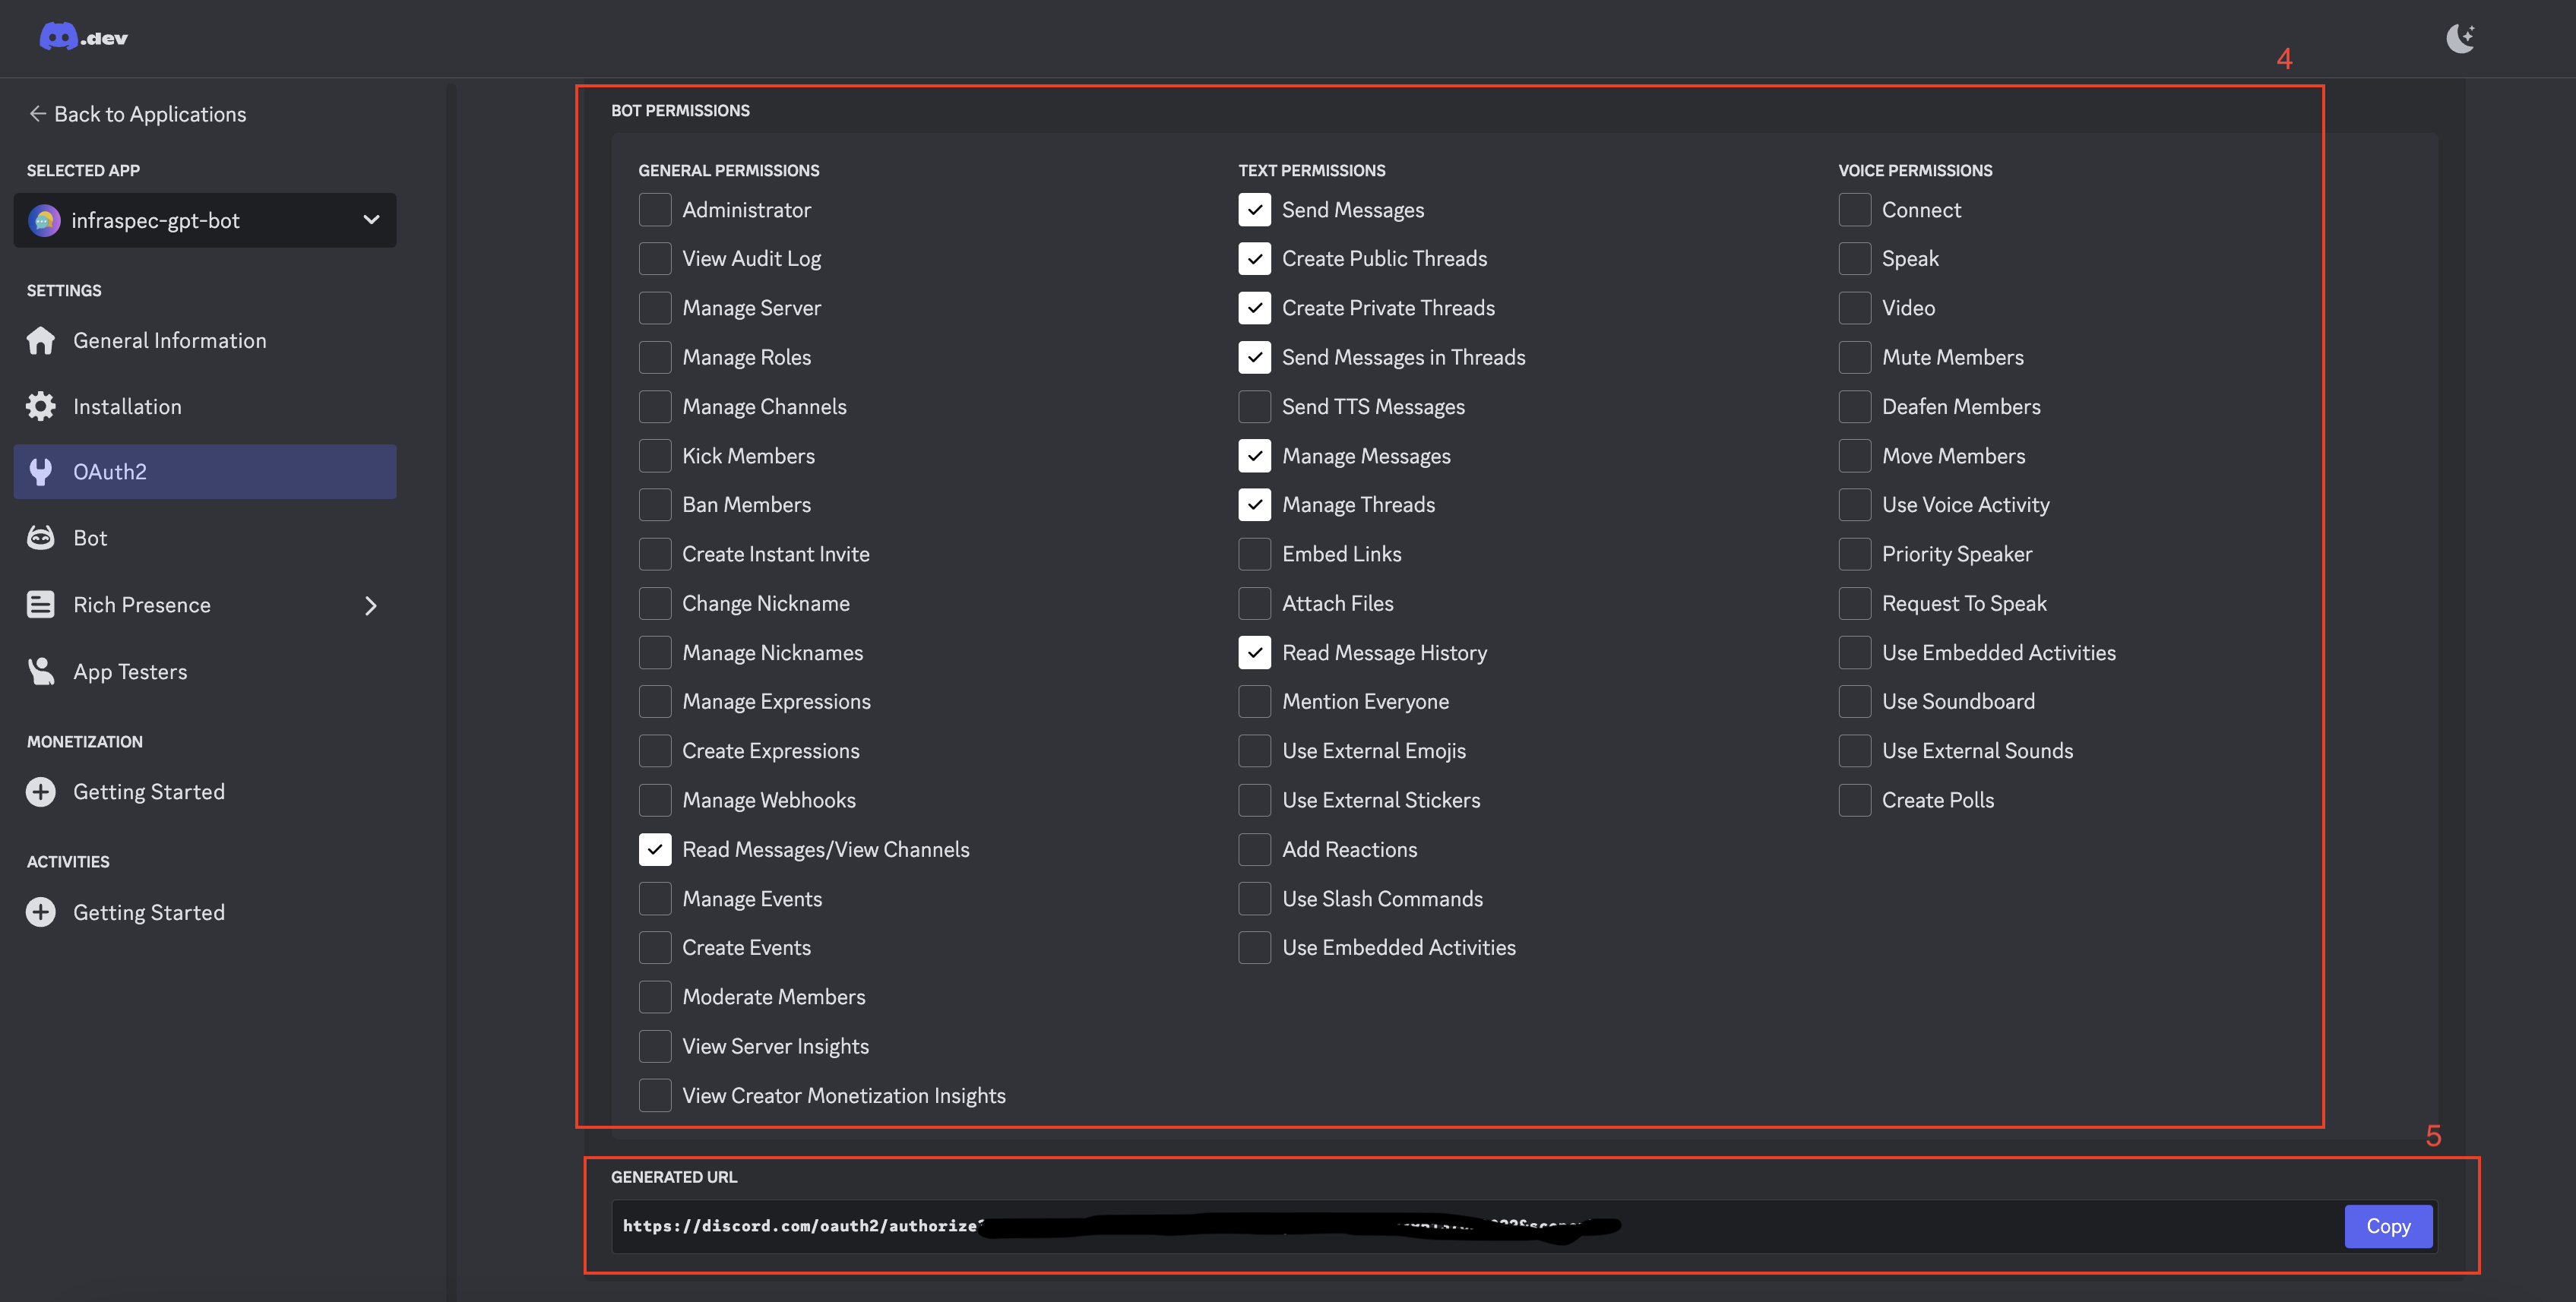 .dev
4
← Back to Applications
SELECTED APP
infraspec-gpt-bot
SETTINGS
General Information
Installation
OAuth2
Bot
Rich Presence
App Testers
MONETIZATION
Getting Started
ACTIVITIES
Getting Started
BOT PERMISSIONS
GENERAL PERMISSIONS
Administrator
View Audit Log
Manage Server
Manage Roles
Manage Channels
Kick Members
Ban Members
Create Instant Invite
Change Nickname
Manage Nicknames
Manage Expressions
Create Expressions
Manage Webhooks
Read Messages/View Channels
Manage Events
Create Events
Moderate Members
View Server Insights
View Creator Monetization Insights
TEXT PERMISSIONS
Send Messages
Create Public Threads
Create Private Threads
Send Messages in Threads
Send TTS Messages
Manage Messages
Manage Threads
Embed Links
Attach Files
Read Message History
Mention Everyone
Use External Emojis
Use External Stickers
Add Reactions
Use Slash Commands
Use Embedded Activities
VOICE PERMISSIONS
Connect
Speak
Video
Mute Members
Deafen Members
Move Members
Use Voice Activity
Priority Speaker
Request To Speak
Use Embedded Activities
Use Soundboard
Use External Sounds
Create Polls
5
GENERATED URL
https://discord.com/oauth2/authorize
Copy